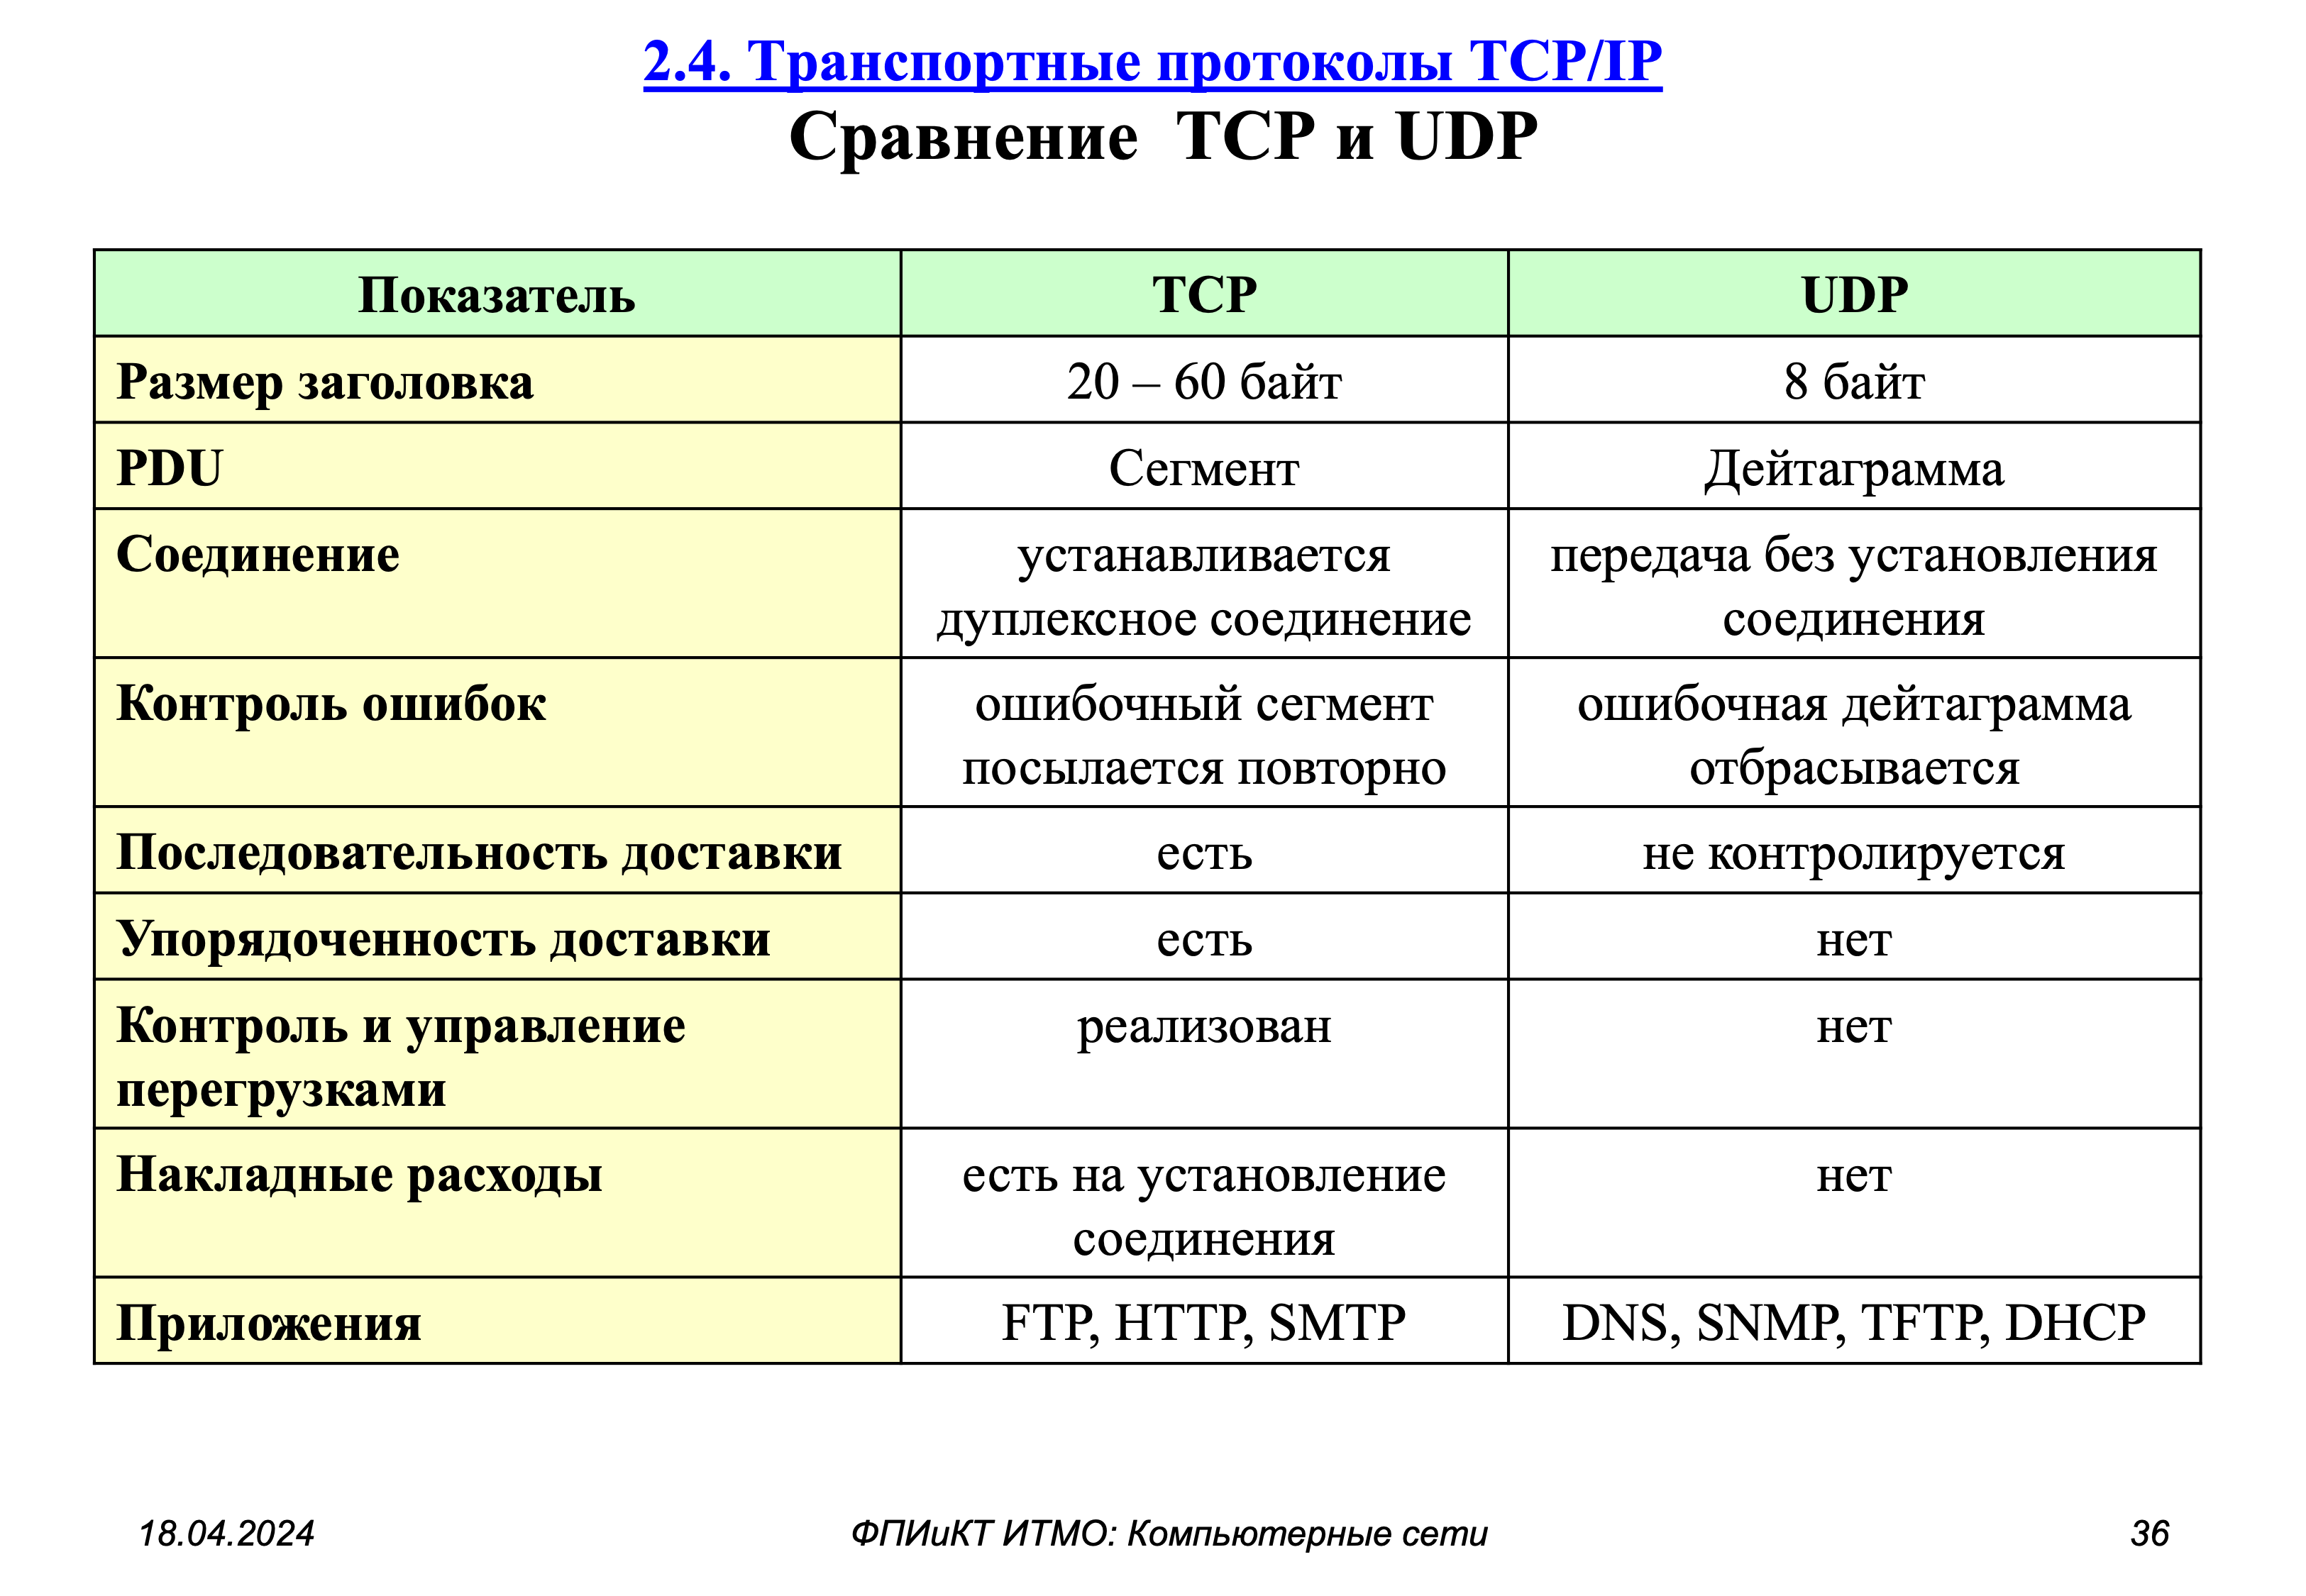 2.4. Транспортные протоколы TCP/IP
Сравнение TCP и UDP
Показатель TCP UDP
Размер заголовка 20 – 60 байт 8 байт
PDU Сегмент Дейтаграмма
Соединение устанавливается передача без установления
дуплексное соединение соединения
Контроль ошибок ошибочный сегмент ошибочная дейтаграмма
посылается повторно отбрасывается
Последовательность доставки есть не контролируется
Упорядоченность доставки есть нет
Контроль и управление реализован нет
перегрузками
Накладные расходы есть на установление нет
соединения
Приложения FTP, HTTP, SMTP DNS, SNMP, TFTP, DHCP
18.04.2024 ФПИиКТ ИТМО: Компьютерные сети 36